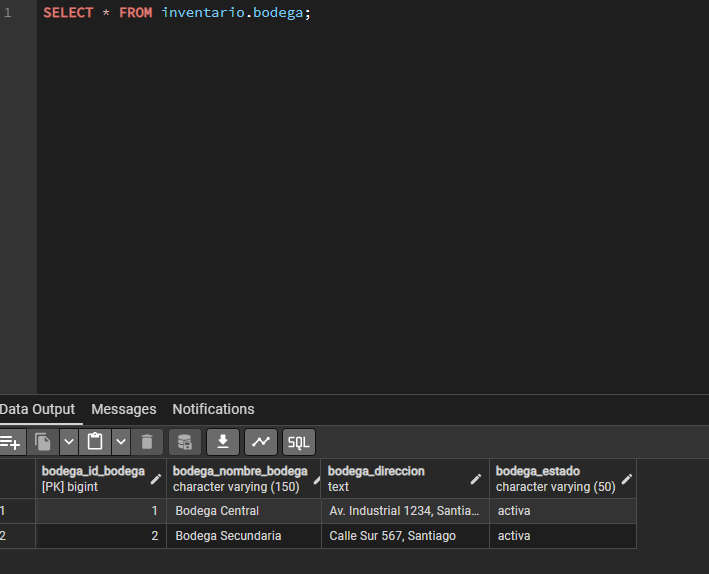 1 SELECT * FROM inventario.bodega;
Data Output Messages Notifications
SQL
bodega_id_bodega bodega_nombre_bodega bodega_direccion bodega_estado
[PK] bigint character varying (150) text character varying (50)
1 1 Bodega Central Av. Industrial 1234, Santia... activa
2 2 Bodega Secundaria Calle Sur 567, Santiago activa